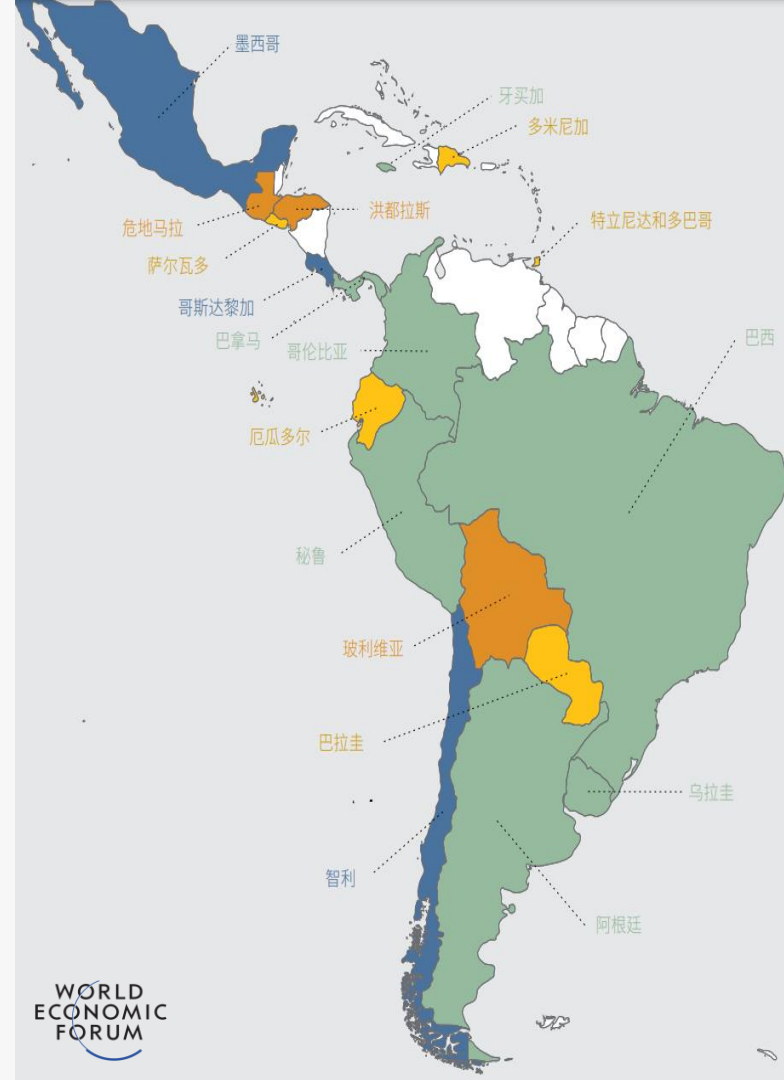 墨西哥
牙买加
多米尼加
危地马拉
洪都拉斯
特立尼达和多巴哥
萨尔瓦多
哥斯达黎加
巴拿马
哥伦比亚
巴西
厄瓜多尔
秘鲁
玻利维亚
巴拉圭
乌拉圭
智利
阿根廷
WORLD
ECONOMIC
FORUM